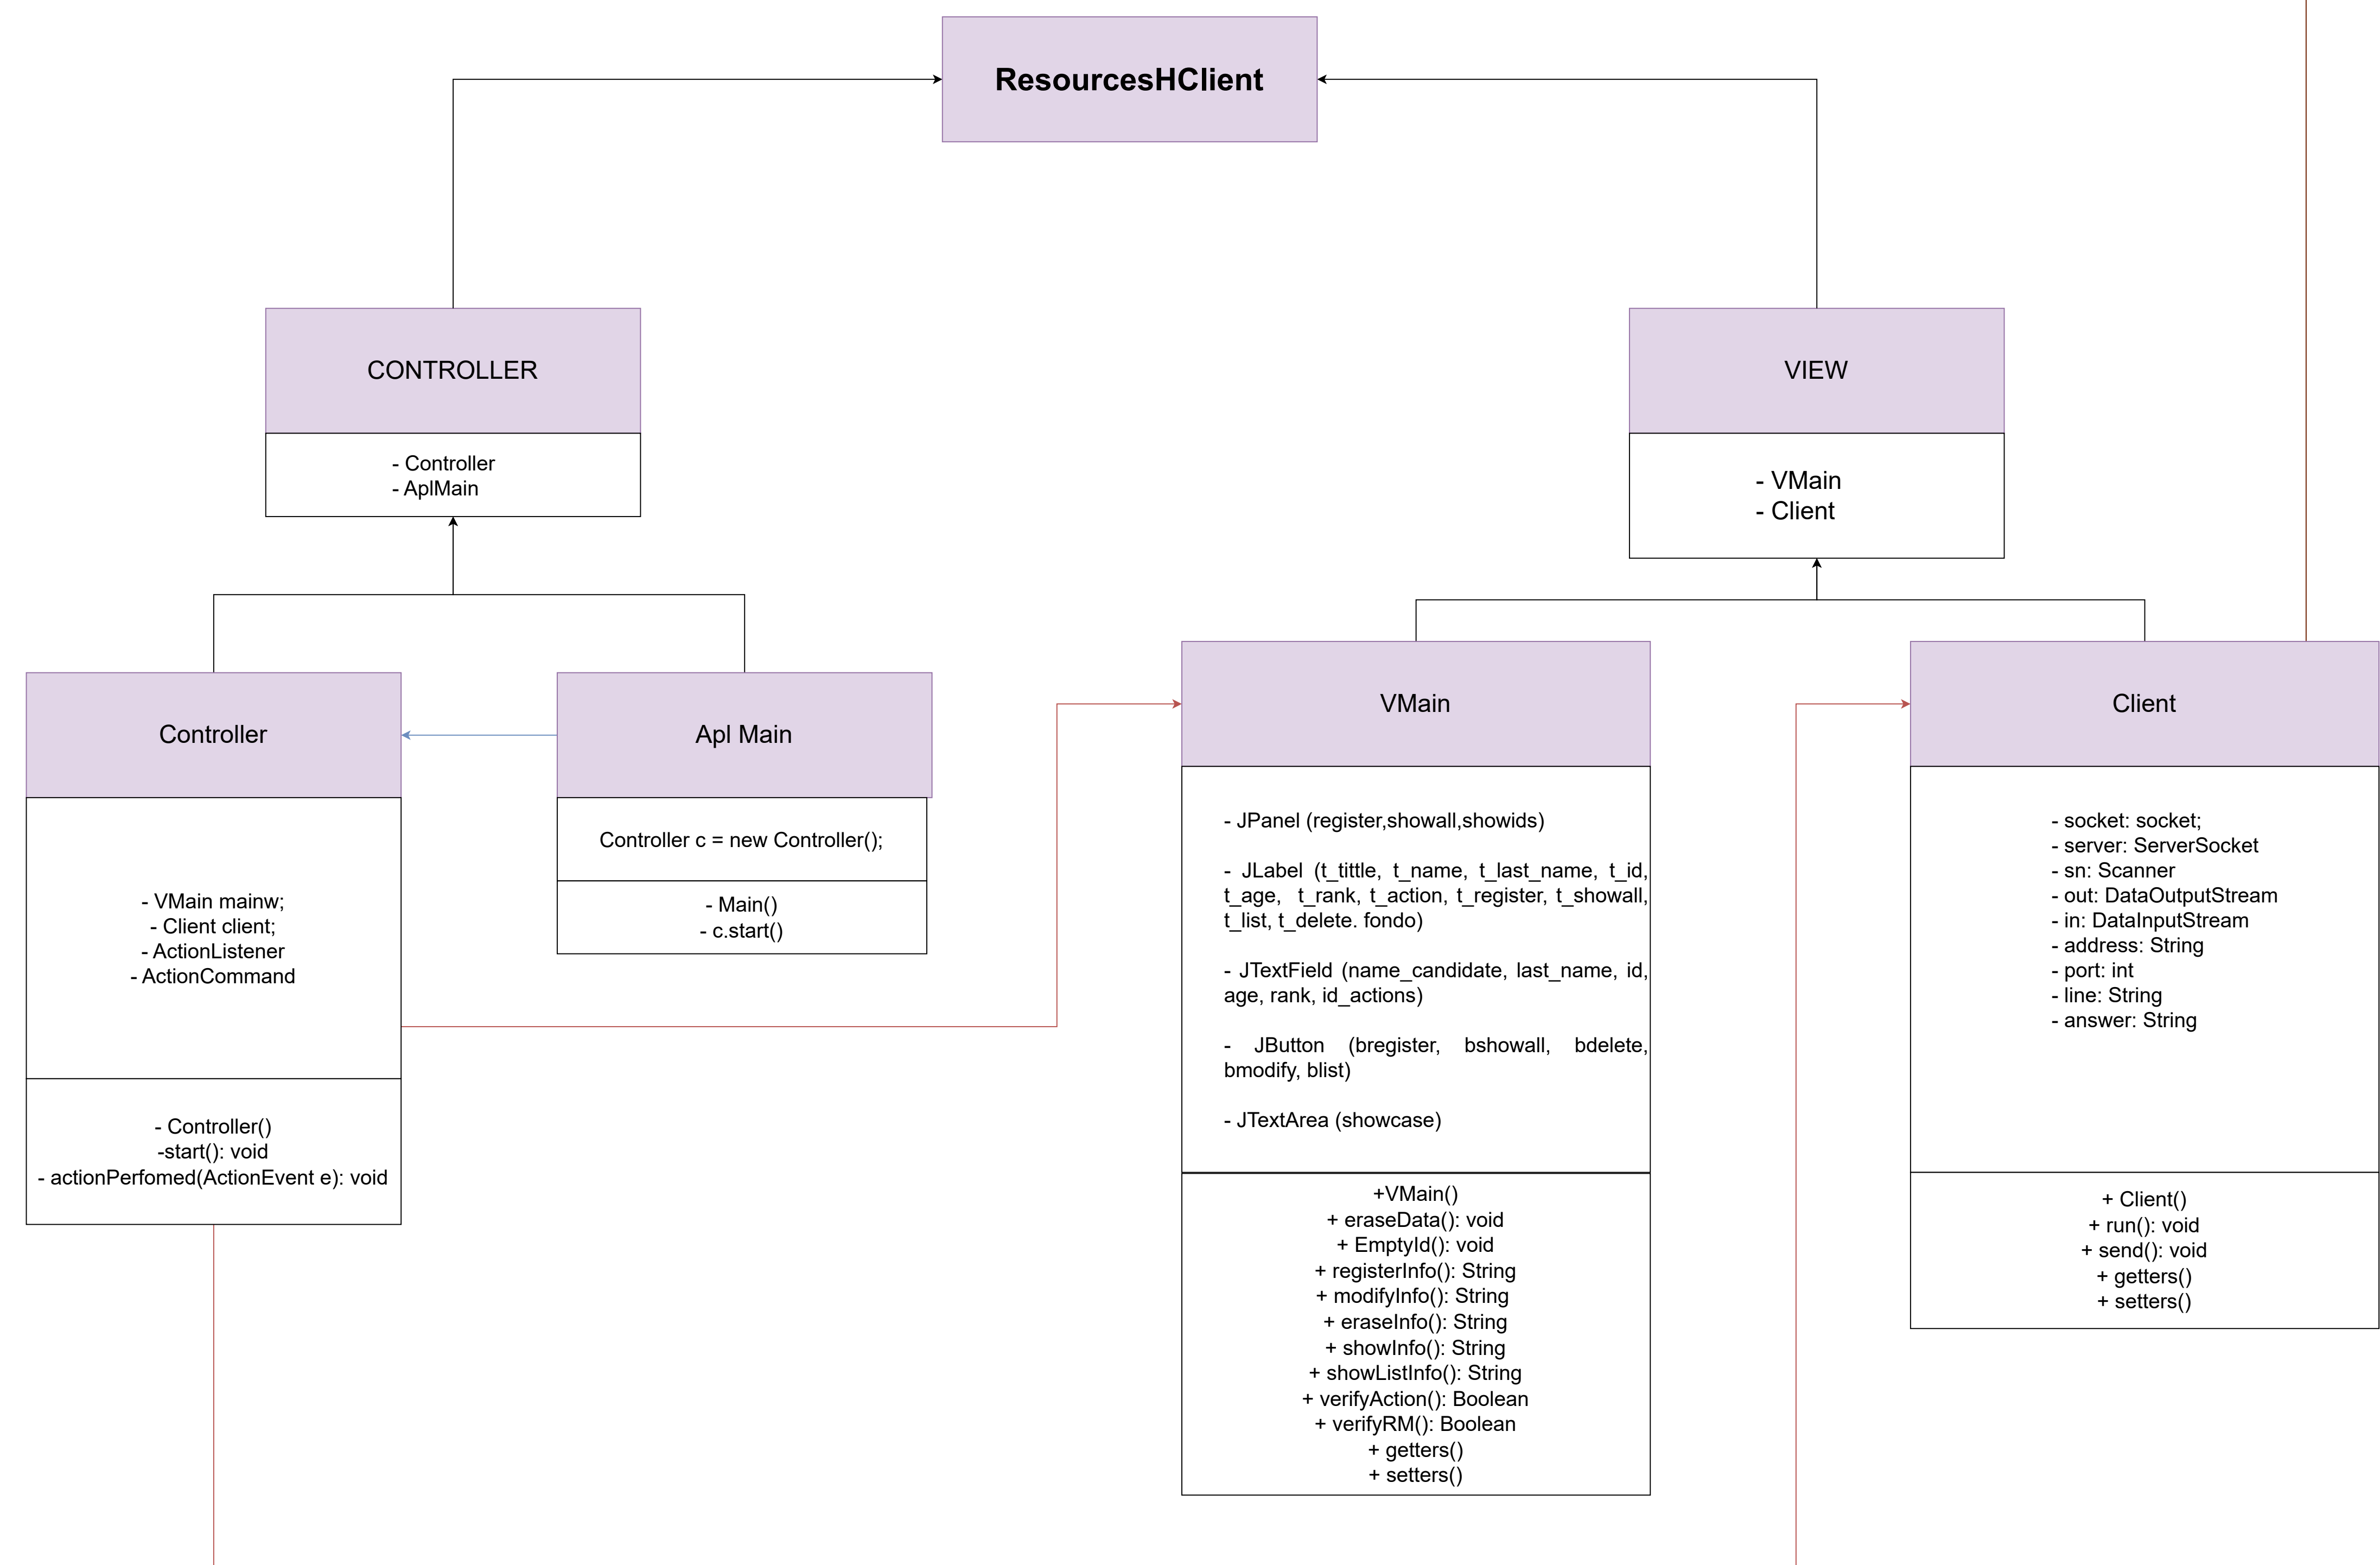 ResourcesHClient
CONTROLLER
- Controller
- AplMain
VIEW
- VMain
- Client
Controller
- VMain mainw;
- Client client;
- ActionListener
- ActionCommand
- Controller()
-start(): void
- actionPerfomed(ActionEvent e): void
Apl Main
Controller c = new Controller();
- Main()
- c.start()
VMain
- JPanel (register,showall,showids)
- JLabel (t_tittle, t_name, t_last_name, t_id,
t_age, t_rank, t_action, t_register, t_showall,
t_list, t_delete. fondo)
- JTextField (name_candidate, last_name, id,
age, rank, id_actions)
- JButton (bregister, bshowall, bdelete,
bmodify, blist)
- JTextArea (showcase)
+VMain()
+ eraseData(): void
+ EmptyId(): void
+ registerInfo(): String
+ modifyInfo(): String
+ eraseInfo(): String
+ showInfo(): String
+ showListInfo(): String
+ verifyAction(): Boolean
+ verifyRM(): Boolean
+ getters()
+ setters()
Client
- socket: socket;
- server: ServerSocket
- sn: Scanner
- out: DataOutputStream
- in: DataInputStream
- address: String
- port: int
- line: String
- answer: String
+ Client()
+ run(): void
+ send(): void
+ getters()
+ setters()